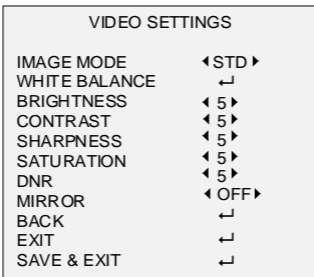 VIDEO SETTINGS
IMAGE MODE ◀STD▶
WHITE BALANCE ↵
BRIGHTNESS ◀ 5 ▶
CONTRAST ◀ 5 ▶
SHARPNESS ◀ 5 ▶
SATURATION ◀ 5 ▶
DNR ◀ 5 ▶
MIRROR ◀ OFF▶
BACK ↵
EXIT ↵
SAVE & EXIT ↵